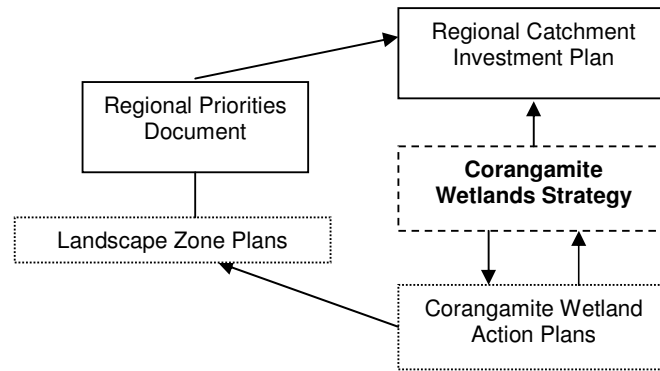 Regional Catchment
Investment Plan
Regional Priorities
Document
Corangamite
Wetlands Strategy
Landscape Zone Plans
Corangamite Wetland
Action Plans